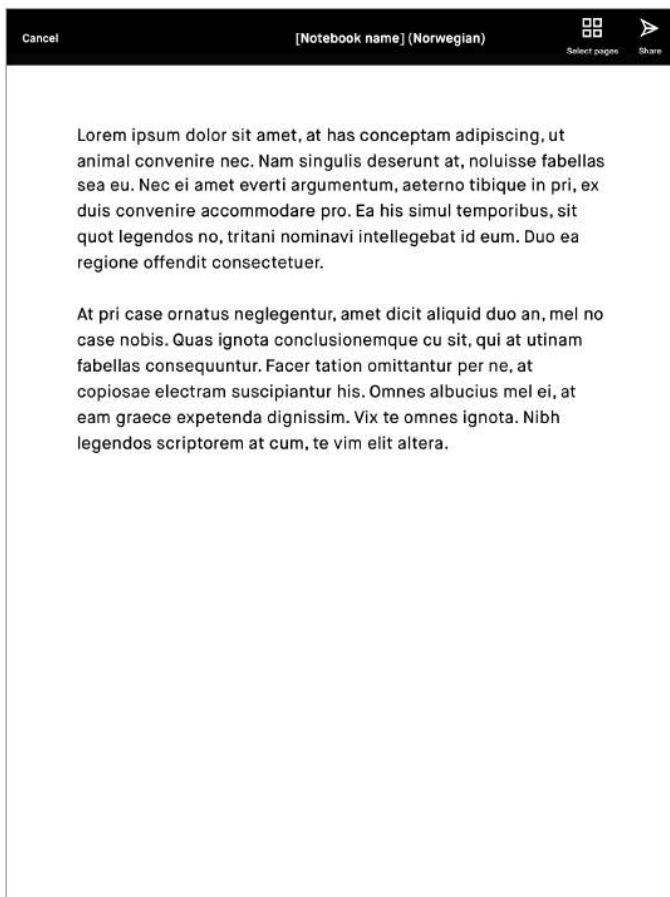 Cancel
[Notebook name] (Norwegian)
Select pages
Share
Lorem ipsum dolor sit amet, at has conceptam adipiscing, ut
animal convenire nec. Nam singulis deserunt at, noluisse fabellas
sea eu. Nec ei amet everti argumentum, aeterno tibique in pri, ex
duis convenire accommodare pro. Ea his simul temporibus, sit
quot legendos no, tritani nominavi intellegebat id eum. Duo ea
regione offendit consectetuer.
At pri case ornatus neglegentur, amet dicit aliquid duo an, mel no
case nobis. Quas ignota conclusionemque cu sit, qui at utinam
fabellas consequuntur. Facer tation omittantur per ne, at
copiosae electram suscipiantur his. Omnes albucius mel ei, at
eam graece expetenda dignissim. Vix te omnes ignota. Nibh
legendos scriptorem at cum, te vim elit altera.